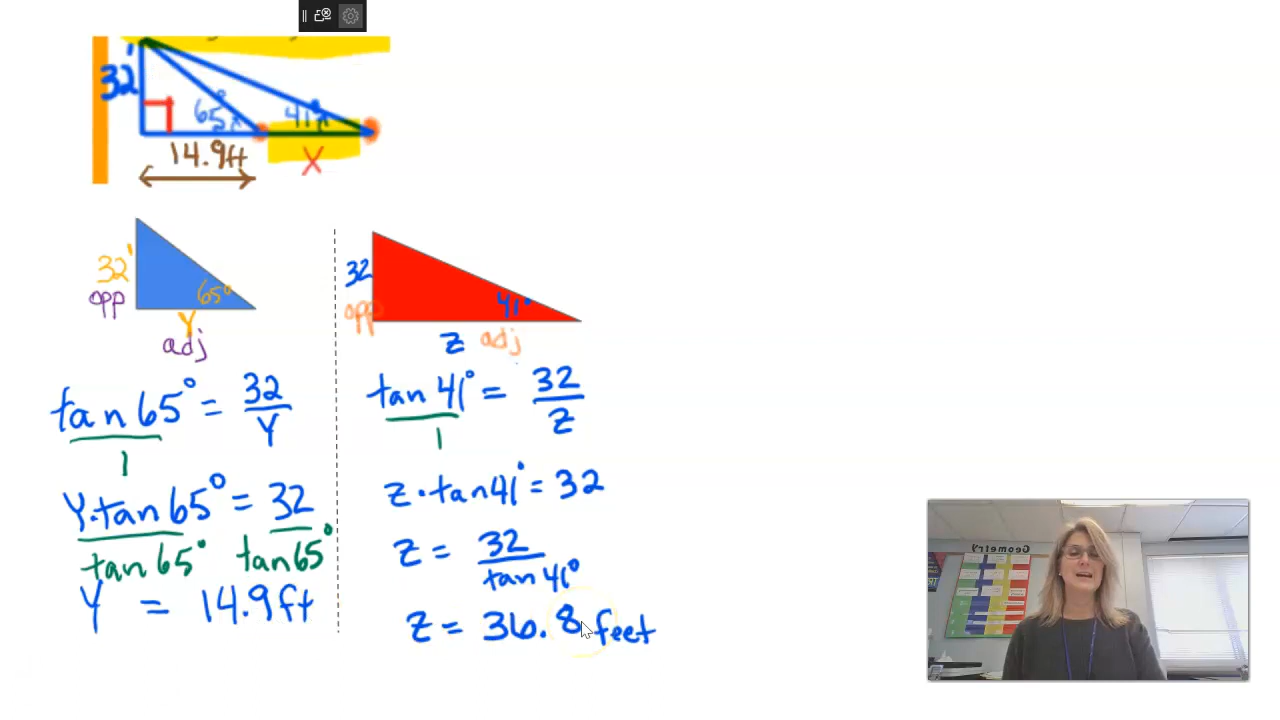 32'
65°
41°
14.9ft
X
32'
opp
65°
Y
adj
32
opp
41°
Z
adj
tan 65° = 32/Y
1
Y·tan 65° = 32
tan 65° tan 65°
Y = 14.9ft
tan 41° = 32/Z
1
Z·tan 41° = 32
Z = 32/tan 41°
Z = 36.8 feet
Geometry